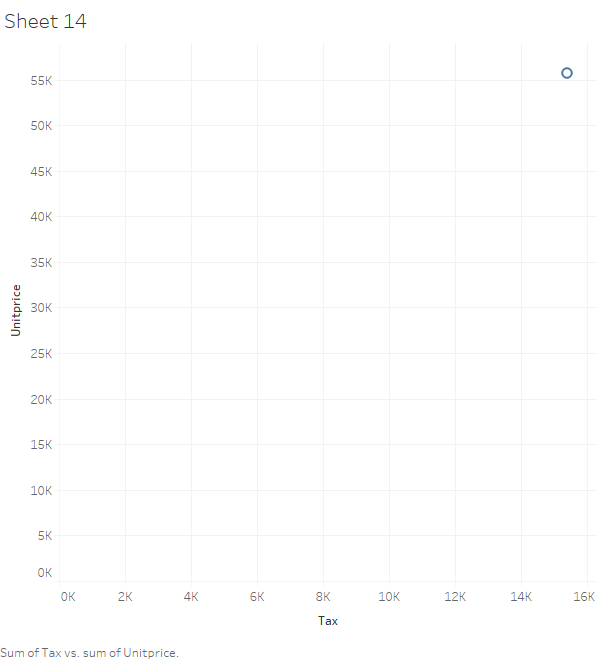 Sheet 14
55K
50K
45K
40K
35K
30K
25K
20K
15K
10K
5K
0K
Unitprice
0K 2K 4K 6K 8K 10K 12K 14K 16K
Tax
Sum of Tax vs. sum of Unitprice.